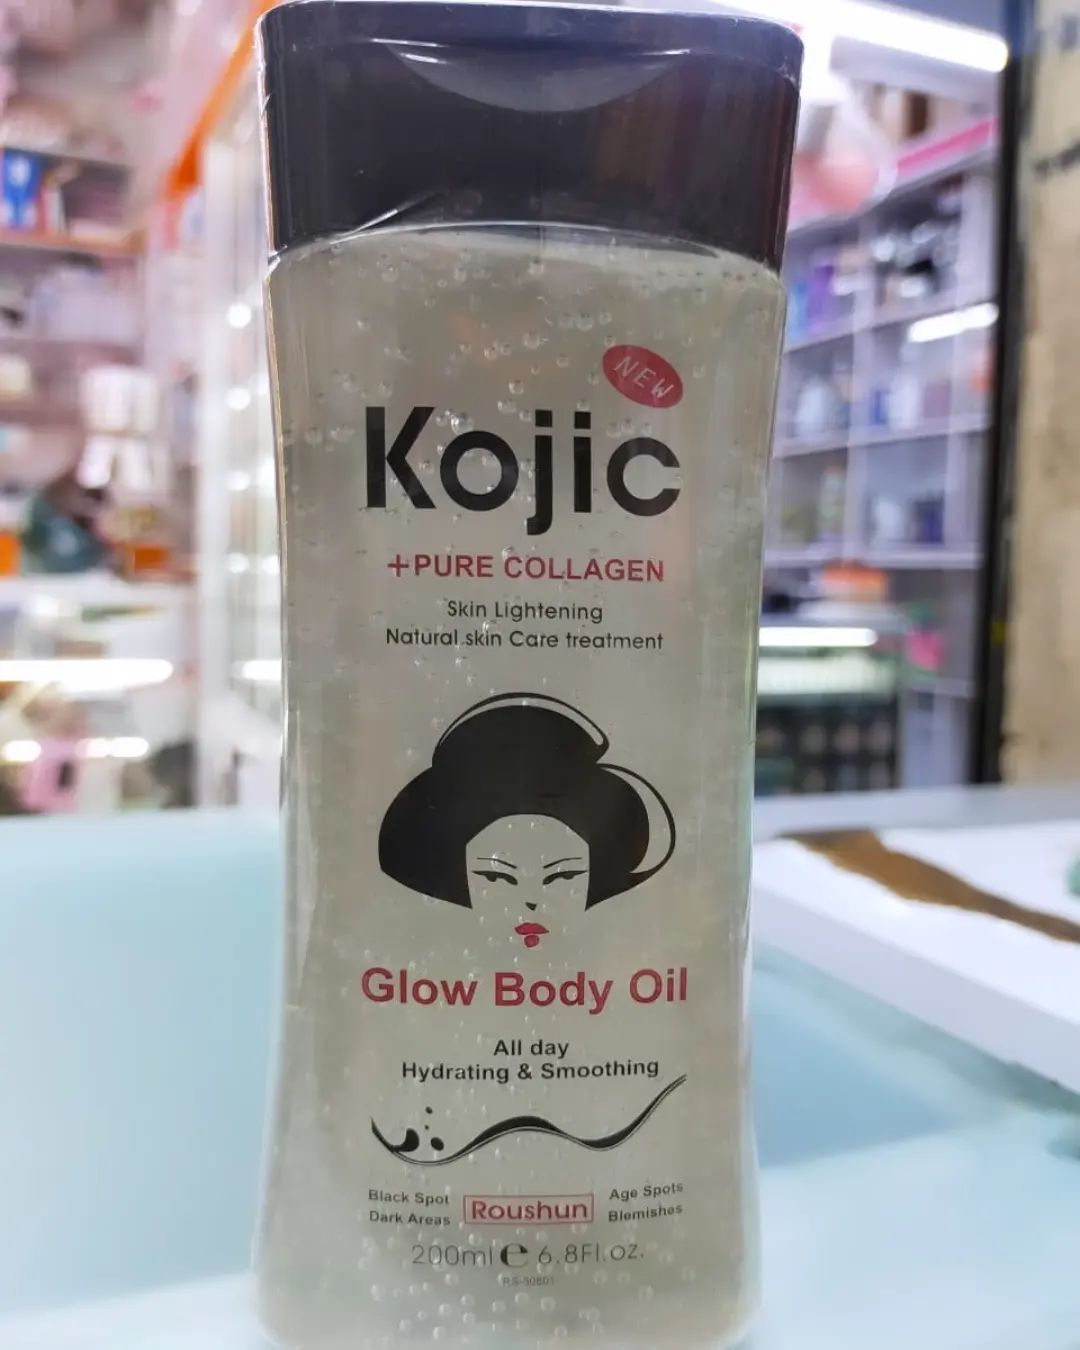 NEW
Kojic
+PURE COLLAGEN
Skin Lightening
Natural skin Care treatment
Glow Body Oil
All day
Hydrating & Smoothing
Black Spot
Dark Areas
Roushun
Age Spots
Blemishes
200ml e 6.8Fl.oz.